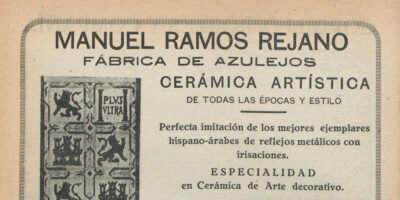 MANUEL RAMOS REJANO
FÁBRICA DE AZULEJOS
CERÁMICA ARTÍSTICA
DE TODAS LAS ÉPOCAS Y ESTILO
PLVS
VLTRA
Perfecta imitación de los mejores ejemplares
hispano-árabes de reflejos metálicos con
irisaciones.
ESPECIALIDAD
en Cerámica de Arte decorativo.